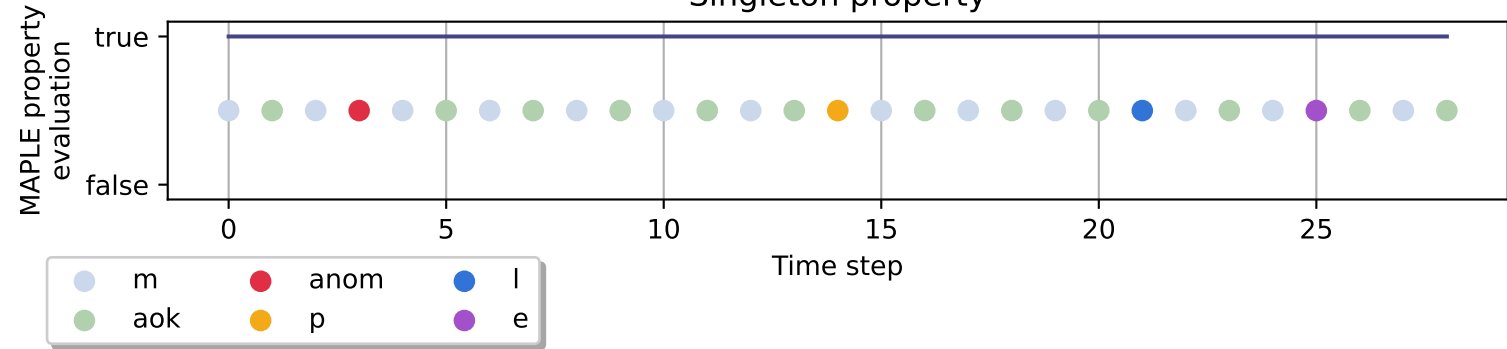 Singleton property
MAPLE property
evaluation
true
false
0 5 10 15 20 25
Time step
m anom l
aok p e